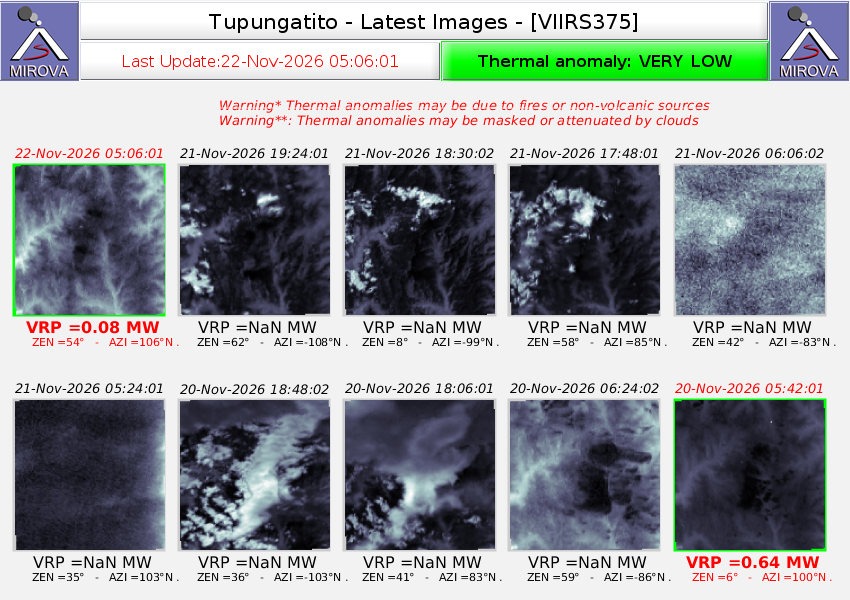 Tupungatito - Latest Images - [VIIRS375]
MIROVA
Last Update:22-Nov-2026 05:06:01
Thermal anomaly: VERY LOW
MIROVA
Warning* Thermal anomalies may be due to fires or non-volcanic sources
Warning**: Thermal anomalies may be masked or attenuated by clouds
22-Nov-2026 05:06:01
21-Nov-2026 19:24:01
21-Nov-2026 18:30:02
21-Nov-2026 17:48:01
21-Nov-2026 06:06:02
VRP =0.08 MW
VRP =NaN MW
VRP =NaN MW
VRP =NaN MW
VRP =NaN MW
ZEN =54° - AZI =106°N .
ZEN =62° - AZI =-108°N .
ZEN =8° - AZI =-99°N .
ZEN =58° - AZI =85°N .
ZEN =42° - AZI =-83°N .
21-Nov-2026 05:24:01
20-Nov-2026 18:48:02
20-Nov-2026 18:06:01
20-Nov-2026 06:24:02
20-Nov-2026 05:42:01
VRP =NaN MW
VRP =NaN MW
VRP =NaN MW
VRP =NaN MW
VRP =0.64 MW
ZEN =35° - AZI =103°N .
ZEN =36° - AZI =-103°N .
ZEN =41° - AZI =83°N .
ZEN =59° - AZI =-86°N .
ZEN =6° - AZI =100°N .